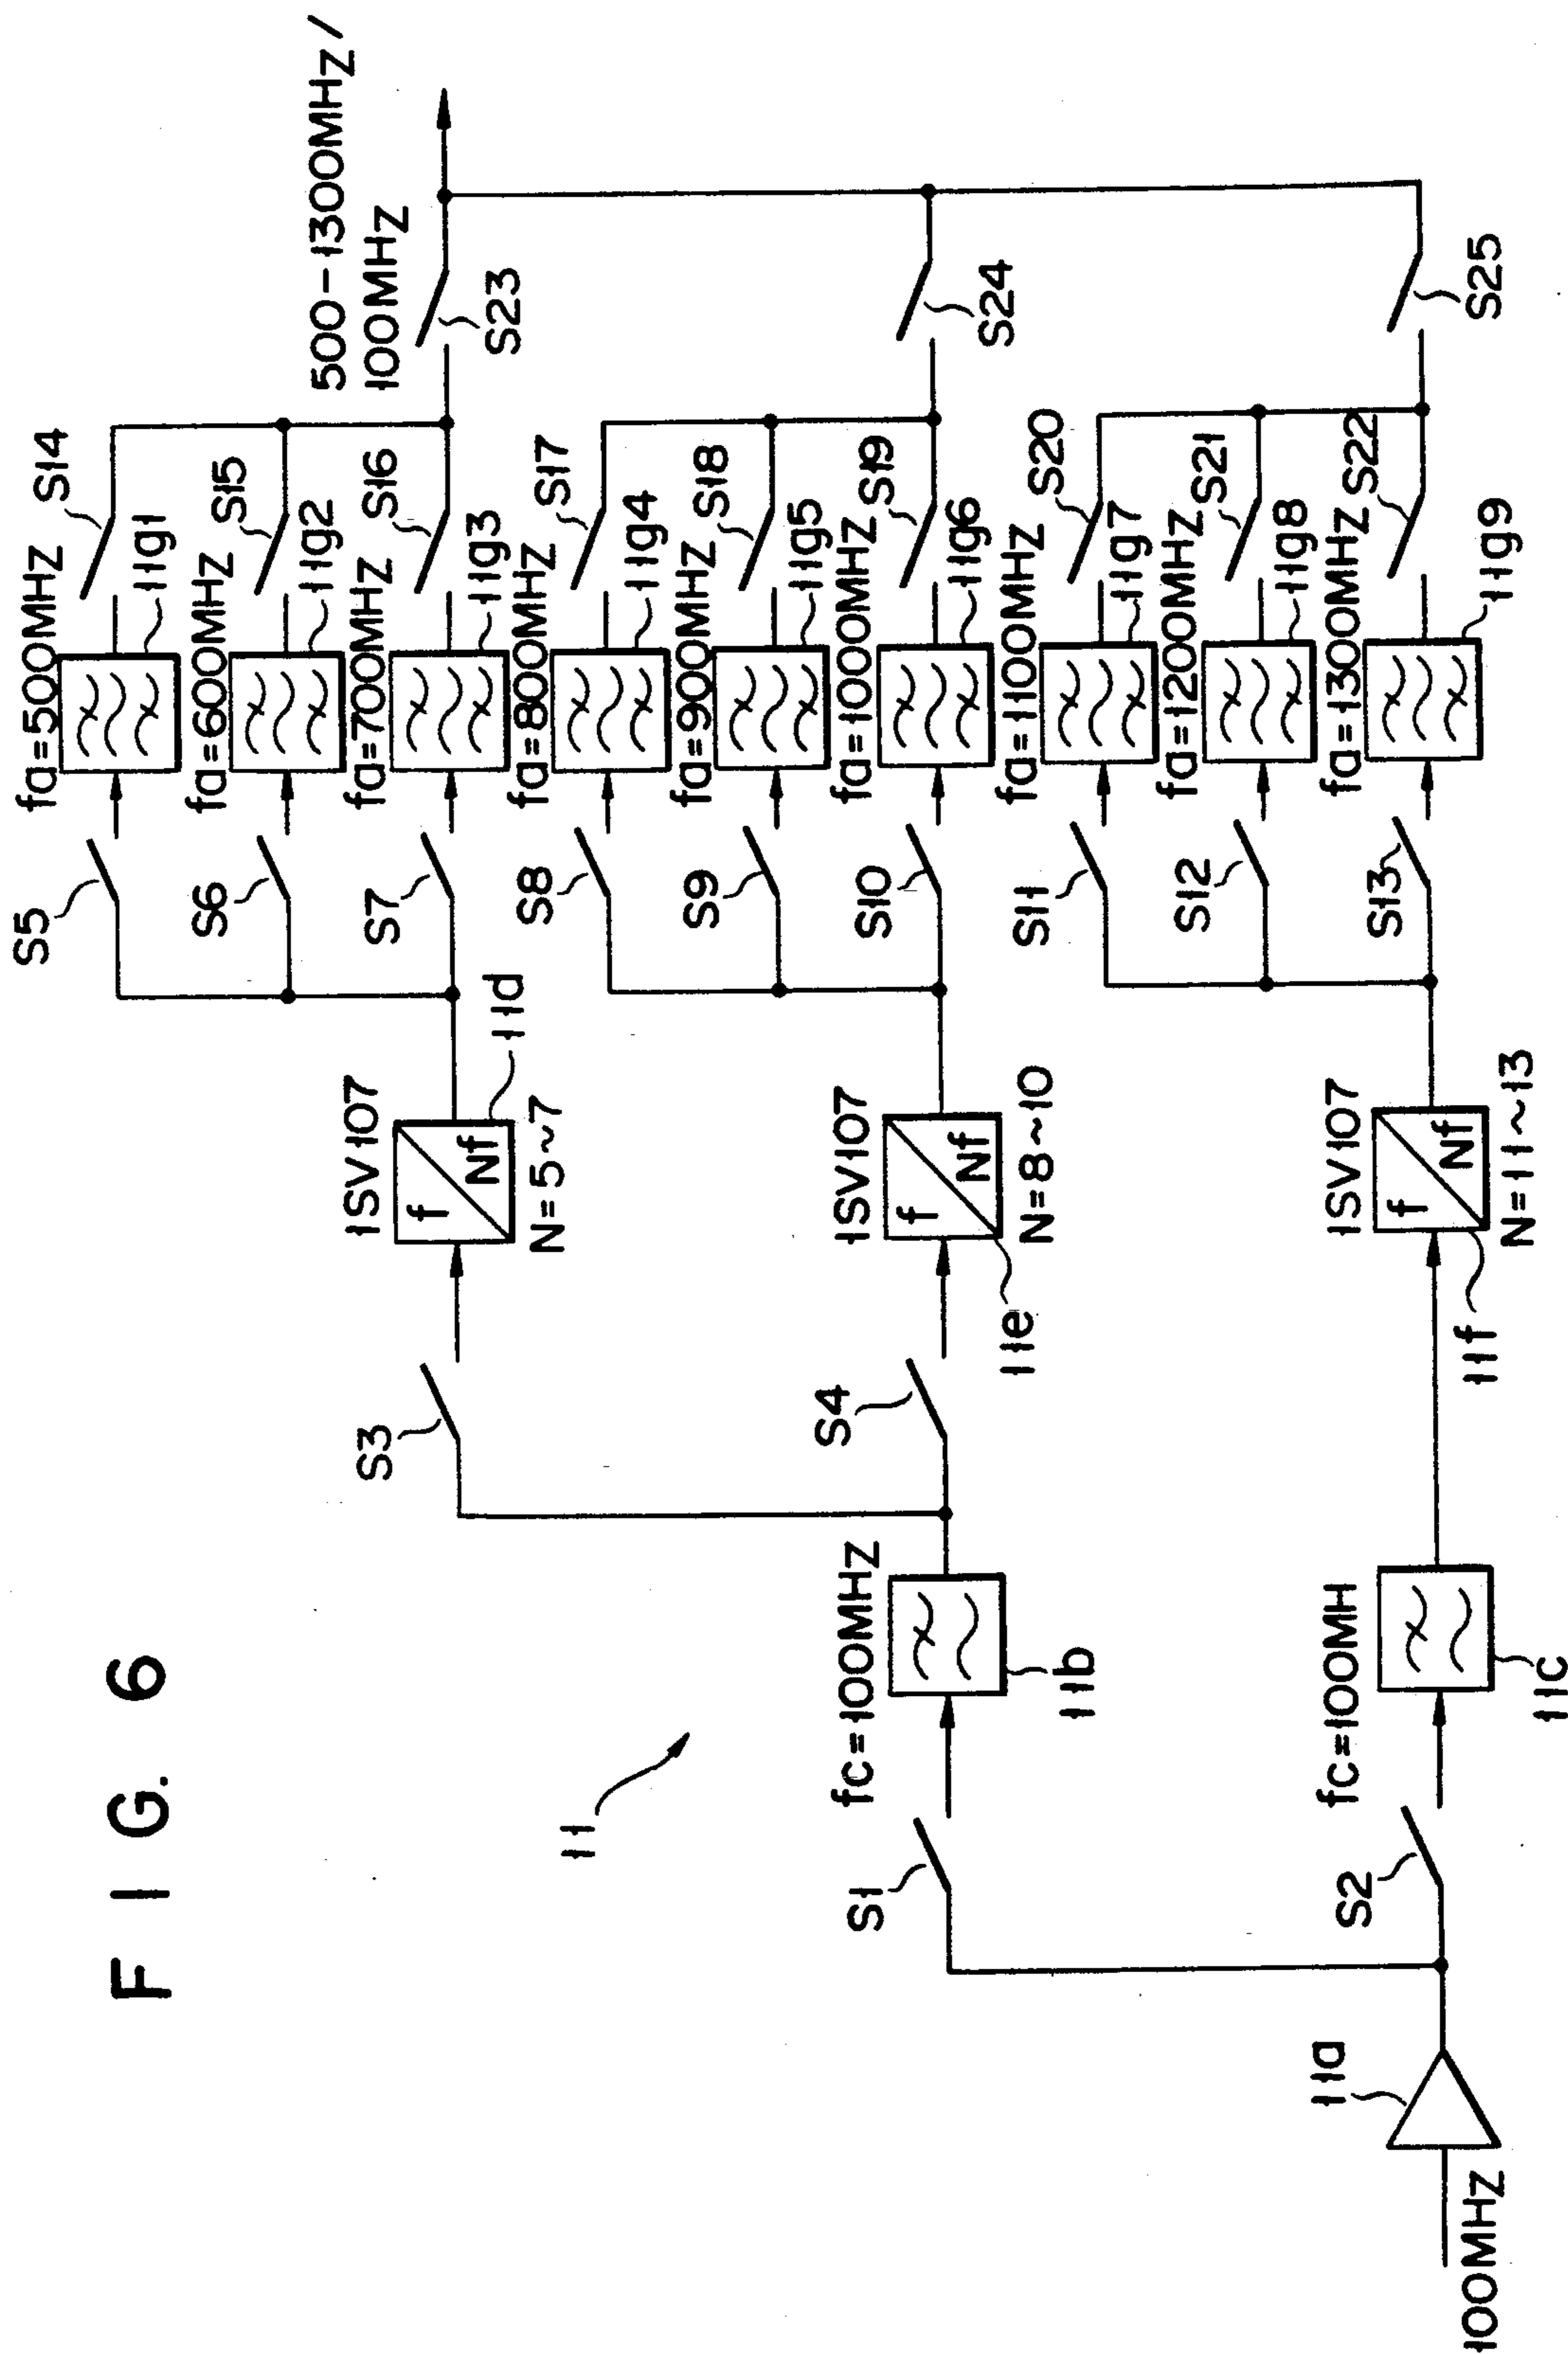 FIG. 6
500-1300MHz/
100MHz
S5
fa=500MHz
S14
11g1
S6
fa=600MHz
S15
11g2
S7
fa=700MHz
S16
11g3
S23
1SV107
f
Nf
N=5~7
11d
S3
S8
fa=800MHz
S17
11g4
S9
fa=900MHz
S18
11g5
S10
fa=1000MHz
S19
11g6
S24
11
S4
1SV107
f
Nf
N=8~10
11e
S1
fc=100MHz
11b
S11
fa=1100MHz
S20
11g7
S12
fa=1200MHz
S21
11g8
S13
fa=1300MHz
S22
11g9
S25
100MHz
11a
S2
fc=100MH
11c
1SV107
f
Nf
N=11~13
11f